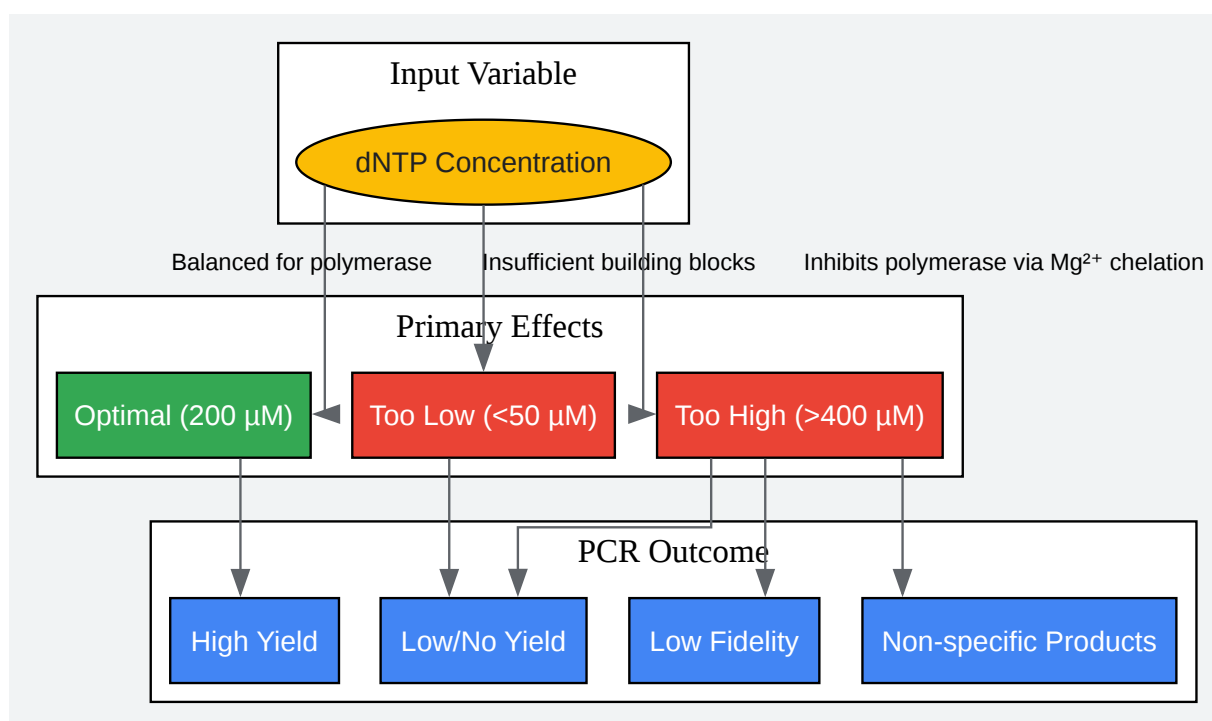 Input Variable
dNTP Concentration
Balanced for polymerase
Insufficient building blocks
Inhibits polymerase via Mg²⁺ chelation
Primary Effects
Optimal (200 µM)
Too Low (<50 µM)
Too High (>400 µM)
PCR Outcome
High Yield
Low/No Yield
Low Fidelity
Non-specific Products